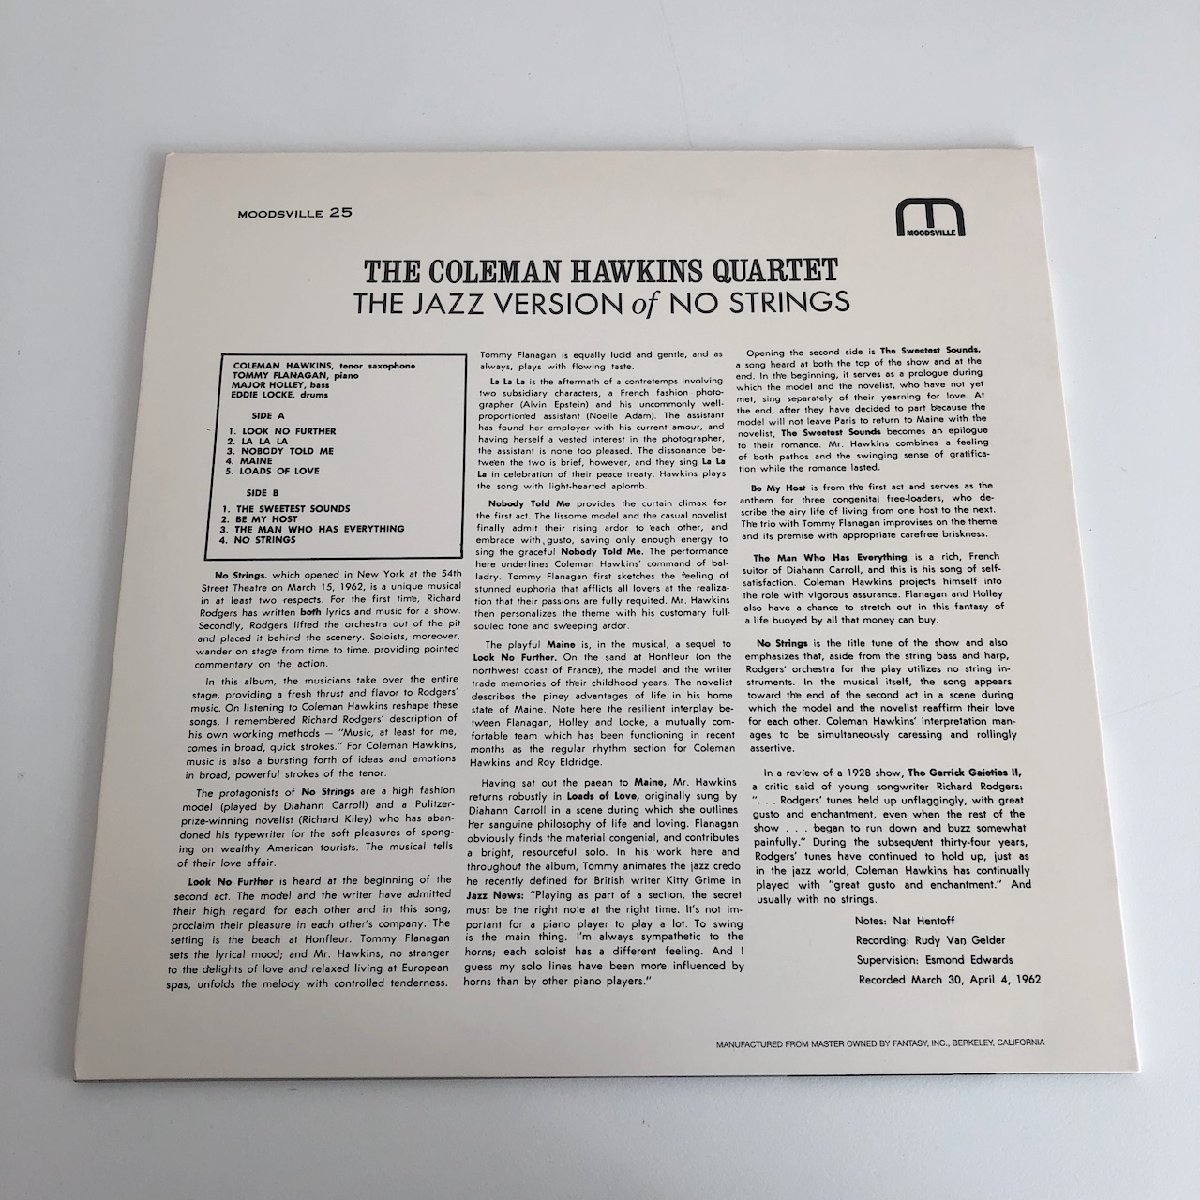 MOODSVILLE 25
MOODSVILLE
THE COLEMAN HAWKINS QUARTET
THE JAZZ VERSION of NO STRINGS
COLEMAN HAWKINS, tenor saxophone
TOMMY FLANAGAN, piano
MAJOR HOLLEY, bass
EDDIE LOCKE, drums
SIDE A
1. LOOK NO FURTHER
2. LA LA LA
3. NOBODY TOLD ME
4. MAINE
5. LOADS OF LOVE
SIDE B
1. THE SWEETEST SOUNDS
2. BE MY HOST
3. THE MAN WHO HAS EVERYTHING
4. NO STRINGS
No Strings, which opened in New York at the 54th
Street Theatre on March 15, 1962, is a unique musical
in at least two respects. For the first time, Richard
Rodgers has written both lyrics and music for a show.
Secondly, Rodgers lifted the orchestra out of the pit
and placed it behind the scenery. Soloists, moreover,
wander on stage from time to time, providing pointed
commentary on the action.
In this album, the musicians take over the entire
stage, providing a fresh thrust and flavor to Rodgers'
music. On listening to Coleman Hawkins reshape these
songs, I remembered Richard Rodgers' description of
his own working methods — "Music, at least for me,
comes in broad, quick strokes." For Coleman Hawkins,
music is also a bursting forth of ideas and emotions
in broad, powerful strokes of the tenor.
The protagonists of No Strings are a high fashion
model (played by Diahann Carroll) and a Pulitzer-
prize-winning novelist (Richard Kiley) who has aban-
doned his typewriter for the soft pleasures of spong-
ing on wealthy American tourists. The musical tells
of their love affair.
Look No Further is heard at the beginning of the
second act. The model and the writer have admitted
their high regard for each other and in this song,
proclaim their pleasure in each other's company. The
setting is the beach at Honfleur. Tommy Flanagan
sets the lyrical mood; and Mr. Hawkins, no stranger
to the delights of love and relaxed living at European
spas, unfolds the melody with controlled tenderness.
Tommy Flanagan is equally lucid and gentle, and as
always, plays with flowing taste.
La La La is the aftermath of a contretemps involving
two subsidiary characters, a French fashion photo-
grapher (Alvin Epstein) and his uncommonly well-
proportioned assistant (Noelle Adam). The assistant
has found her employer with his current amour, and
having herself a vested interest in the photographer,
the assistant is none too pleased. The dissonance be-
tween the two is brief, however, and they sing La La
La in celebration of their peace treaty. Hawkins plays
the song with light-hearted aplomb.
Nobody Told Me provides the curtain climax for
the first act. The lissome model and the casual novelist
finally admit their rising ardor to each other, and
embrace with gusto, saving only enough energy to
sing the graceful Nobody Told Me. The performance
here underlines Coleman Hawkins' command of bal-
ladry. Tommy Flanagan first sketches the feeling of
stunned euphoria that afflicts all lovers at the realiza-
tion that their passions are fully requited. Mr. Hawkins
then personalizes the theme with his customary full-
souled tone and sweeping ardor.
The playful Maine is, in the musical, a sequel to
Look No Further. On the sand at Honfleur (on the
northwest coast of France), the model and the writer
trade memories of their childhood years. The novelist
describes the piney advantages of life in his home
state of Maine. Note here the resilient interplay be-
tween Flanagan, Holley and Locke, a mutually com-
fortable team which has been functioning in recent
months as the regular rhythm section for Coleman
Hawkins and Roy Eldridge.
Having sat out the paean to Maine, Mr. Hawkins
returns robustly in Loads of Love, originally sung by
Diahann Carroll in a scene during which she outlines
her sanguine philosophy of life and loving. Flanagan
obviously finds the material congenial, and contributes
a bright, resourceful solo. In his work here and
throughout the album, Tommy animates the jazz credo
he recently defined for British writer Kitty Grime in
Jazz News: "Playing as part of a section, the secret
must be the right note at the right time. It's not im-
portant for a piano player to play a lot. To swing
is the main thing. I'm always sympathetic to the
horns; each soloist has a different feeling. And I
guess my solo lines have been more influenced by
horns than by other piano players."
Opening the second side is The Sweetest Sounds,
a song heard at both the top of the show and at the
end. In the beginning, it serves as a prologue during
which the model and the novelist, who have not yet
met, sing separately of their yearning for love. At
the end, after they have decided to part because the
model will not leave Paris to return to Maine with the
novelist, The Sweetest Sounds becomes an epilogue
to their romance. Mr. Hawkins combines a feeling
of both pathos and the swinging sense of gratifica-
tion while the romance lasted.
Be My Host is from the first act and serves as the
anthem for three congenital free-loaders, who de-
scribe the airy life of living from one host to the next.
The trio with Tommy Flanagan improvises on the theme
and its premise with appropriate carefree briskness.
The Man Who Has Everything is a rich, French
suitor of Diahann Carroll, and this is his song of self-
satisfaction. Coleman Hawkins projects himself into
the role with vigorous assurance. Flanagan and Holley
also have a chance to stretch out in this fantasy of
a life buoyed by all that money can buy.
No Strings is the title tune of the show and also
emphasizes that, aside from the string bass and harp,
Rodgers' orchestra for the play utilizes no string in-
struments. In the musical itself, the song appears
toward the end of the second act in a scene during
which the model and the novelist reaffirm their love
for each other. Coleman Hawkins' interpretation man-
ages to be simultaneously caressing and rollingly
assertive.
In a review of a 1928 show, The Garrick Gaieties II,
a critic said of young songwriter Richard Rodgers:
". . . Rodgers' tunes held up unflaggingly, with great
gusto and enchantment, even when the rest of the
show . . . began to run down and buzz somewhat
painfully." During the subsequent thirty-four years,
Rodgers' tunes have continued to hold up, just as
in the jazz world, Coleman Hawkins has continually
played with "great gusto and enchantment." And
usually with no strings.
Notes: Nat Hentoff
Recording: Rudy Van Gelder
Supervision: Esmond Edwards
Recorded March 30, April 4, 1962
MANUFACTURED FROM MASTER OWNED BY FANTASY, INC., BERKELEY, CALIFORNIA